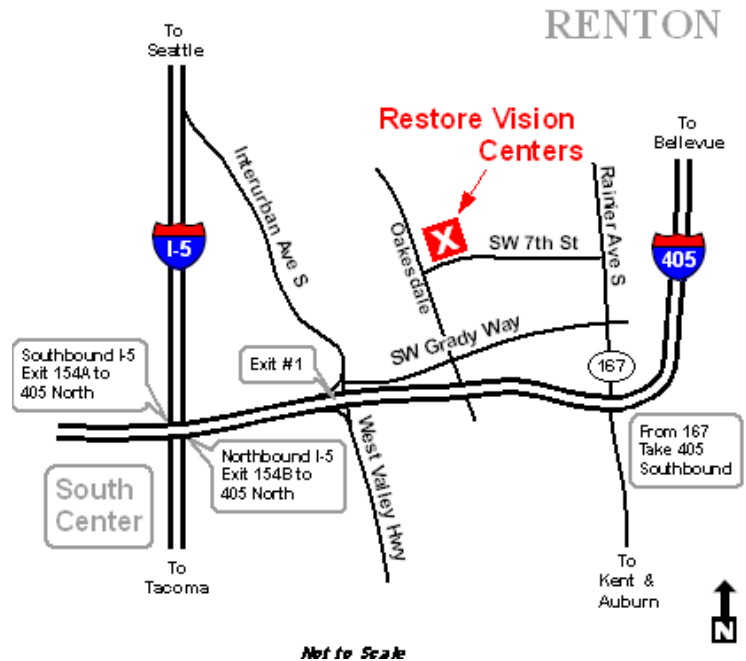 RENTON
To
Seattle
Restore Vision
Centers
To
Bellevue
Interurban Ave S
Oakesdale
Rainier Ave S
SW 7th St
I-5
405
SW Grady Way
Southbound I-5
Exit 154A to
405 North
Exit #1
167
X
Northbound I-5
Exit 154B to
405 North
West Valley Hwy
From 167
Take 405
Southbound
South
Center
To
Tacoma
To
Kent &
Auburn
N
Not to Scale